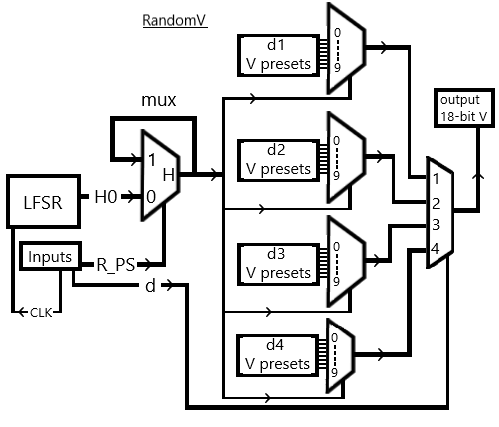 RandomV
d1
V presets
0
9
mux
output
18-bit V
1
H
0
d2
V presets
0
9
LFSR
H0
1
2
3
4
Inputs
R_PS
d3
V presets
0
9
d
CLK
d4
V presets
0
9